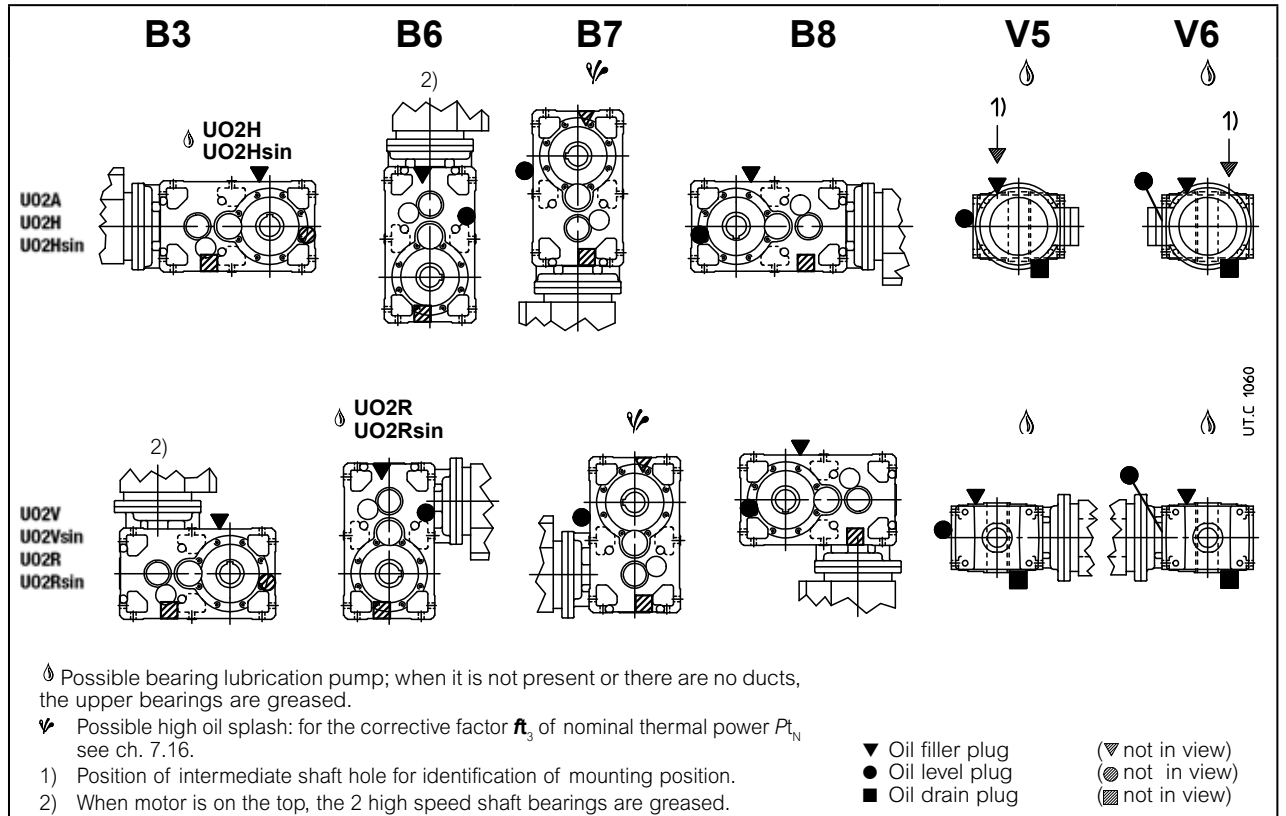 B3 B6 B7 B8 V5 V6
2)
1) 1)
UO2H
UO2Hsin
UO2A
UO2H
UO2Hsin
UT.C 1060
UO2R
UO2Rsin
2)
UO2V
UO2Vsin
UO2R
UO2Rsin
Possible bearing lubrication pump; when it is not present or there are no ducts,
the upper bearings are greased.
Possible high oil splash: for the corrective factor ft₃ of nominal thermal power Pt_N
see ch. 7.16.
1) Position of intermediate shaft hole for identification of mounting position.
2) When motor is on the top, the 2 high speed shaft bearings are greased.
▼ Oil filler plug (▼ not in view)
● Oil level plug (● not in view)
■ Oil drain plug (■ not in view)